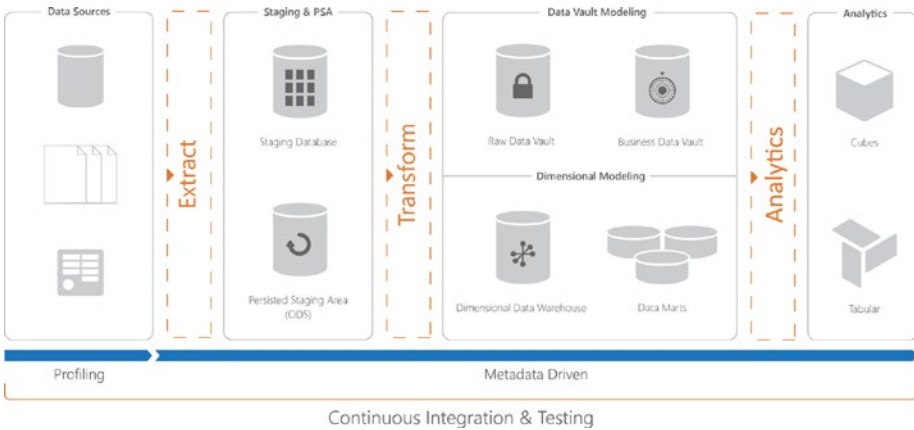 Data Sources
Extract
Staging & PSA
Staging Database
Persisted Staging Area
(ODS)
Transform
Data Vault Modeling
Raw Data Vault
Business Data Vault
Dimensional Modeling
Dimensional Data Warehouse
Data Marts
Analytics
Analytics
Cubes
Tabular
Profiling
Metadata Driven
Continuous Integration & Testing